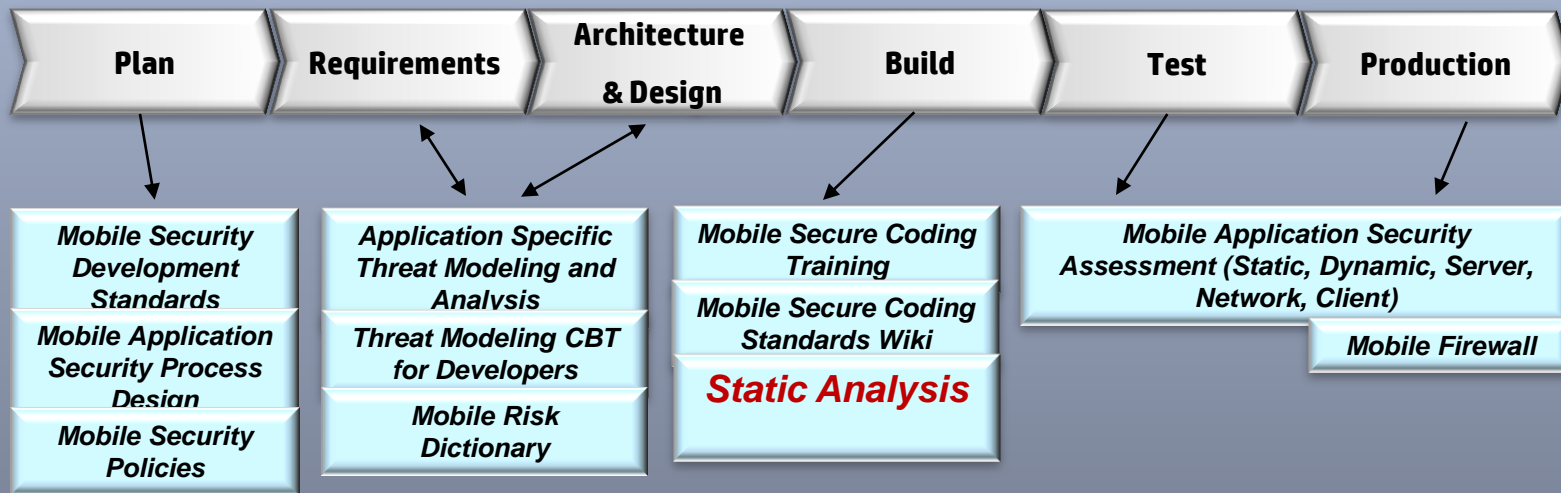 Plan
Requirements
Architecture
& Design
Build
Test
Production
Mobile Security
Development
Standards
Mobile Application
Security Process
Design
Mobile Security
Policies
Application Specific
Threat Modeling and
Analysis
Threat Modeling CBT
for Developers
Mobile Risk
Dictionary
Mobile Secure Coding
Training
Mobile Secure Coding
Standards Wiki
Static Analysis
Mobile Application Security
Assessment (Static, Dynamic, Server,
Network, Client)
Mobile Firewall